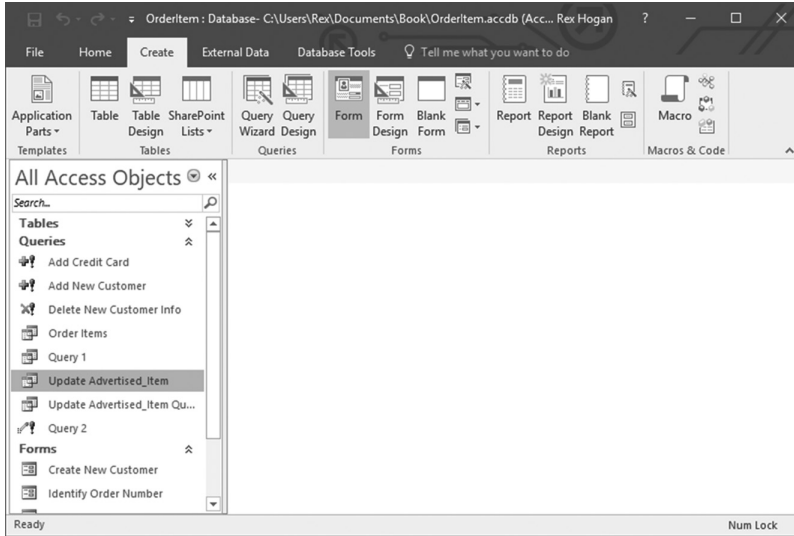 OrderItem : Database- C:\Users\Rex\Documents\Book\OrderItem.accdb (Acc... Rex Hogan ?
File Home Create External Data Database Tools Tell me what you want to do
Application Parts
Table
Table Design
SharePoint Lists
Query Wizard
Query Design
Form
Form Design
Blank Form
Report
Report Design
Blank Report
Macro
Templates Tables Queries Forms Reports Macros & Code
All Access Objects «
Search...
Tables
Queries
Add Credit Card
Add New Customer
Delete New Customer Info
Order Items
Query 1
Update Advertised_Item
Update Advertised_Item Qu...
Query 2
Forms
Create New Customer
Identify Order Number
Ready Num Lock